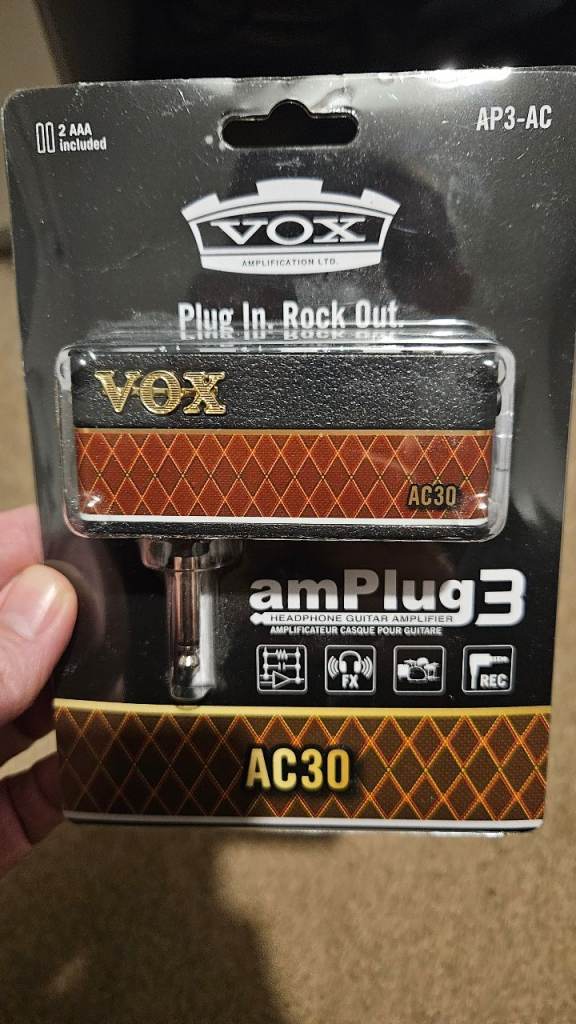 2 AAA
included
AP3-AC
VOX
AMPLIFICATION LTD.
Plug In. Rock Out.
VOX
AC30
amPlug3
HEADPHONE GUITAR AMPLIFIER
AMPLIFICATEUR CASQUE POUR GUITARE
FX
REC
AC30